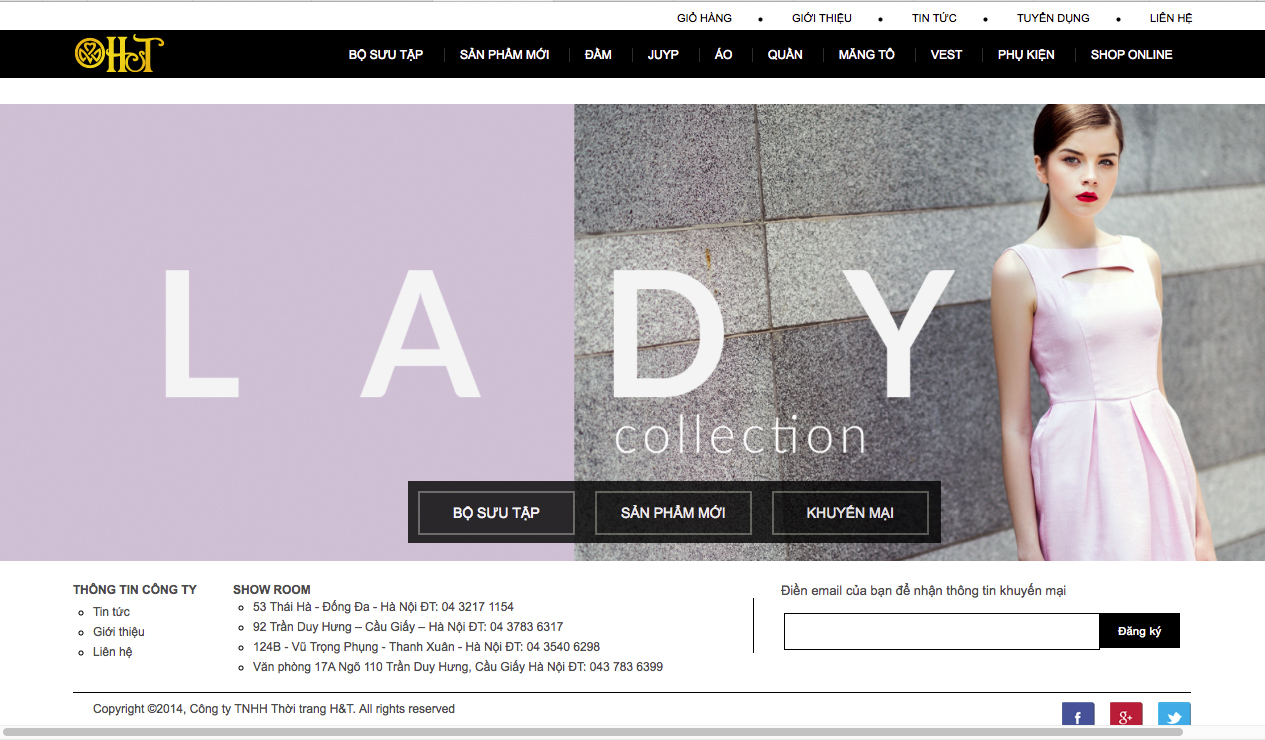 GIỎ HÀNG • GIỚI THIỆU • TIN TỨC • TUYỂN DỤNG • LIÊN HỆ
H&T BỘ SƯU TẬP SẢN PHẨM MỚI ĐẦM JUYP ÁO QUẦN MĂNG TÔ VEST PHỤ KIỆN SHOP ONLINE
LADY
collection
BỘ SƯU TẬP SẢN PHẨM MỚI KHUYẾN MẠI
THÔNG TIN CÔNG TY
Tin tức
Giới thiệu
Liên hệ
SHOW ROOM
53 Thái Hà - Đống Đa - Hà Nội ĐT: 04 3217 1154
92 Trần Duy Hưng – Cầu Giấy – Hà Nội ĐT: 04 3783 6317
124B - Vũ Trọng Phụng - Thanh Xuân - Hà Nội ĐT: 04 3540 6298
Văn phòng 17A Ngõ 110 Trần Duy Hưng, Cầu Giấy Hà Nội ĐT: 043 783 6399
Điền email của bạn để nhận thông tin khuyến mại
Đăng ký
Copyright ©2014, Công ty TNHH Thời trang H&T. All rights reserved
f g+